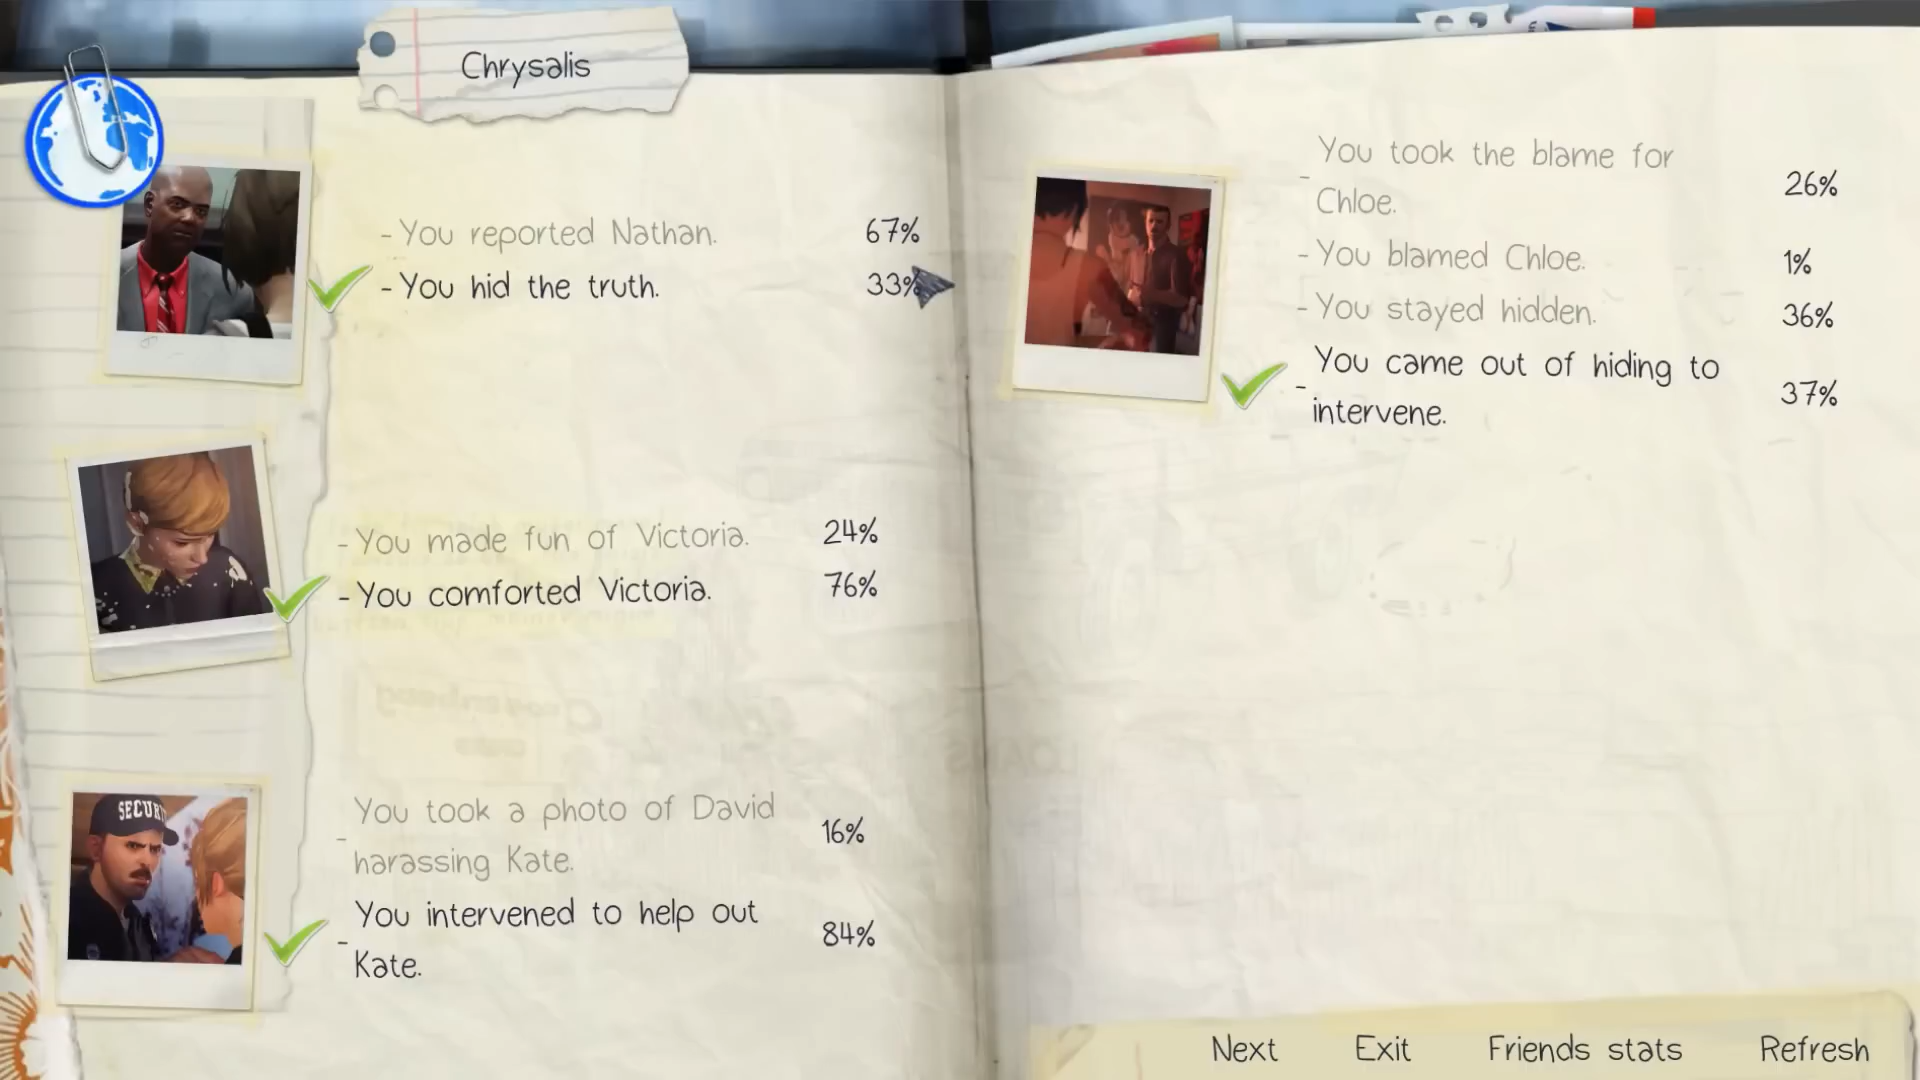 Chrysalis
- You reported Nathan. 67%
- You hid the truth. 33%
- You made fun of Victoria. 24%
- You comforted Victoria. 76%
SECURI
- You took a photo of David 16%
harassing Kate.
- You intervened to help out 84%
Kate.
- You took the blame for 26%
Chloe.
- You blamed Chloe. 1%
- You stayed hidden. 36%
- You came out of hiding to 37%
intervene.
Next Exit Friends stats Refresh